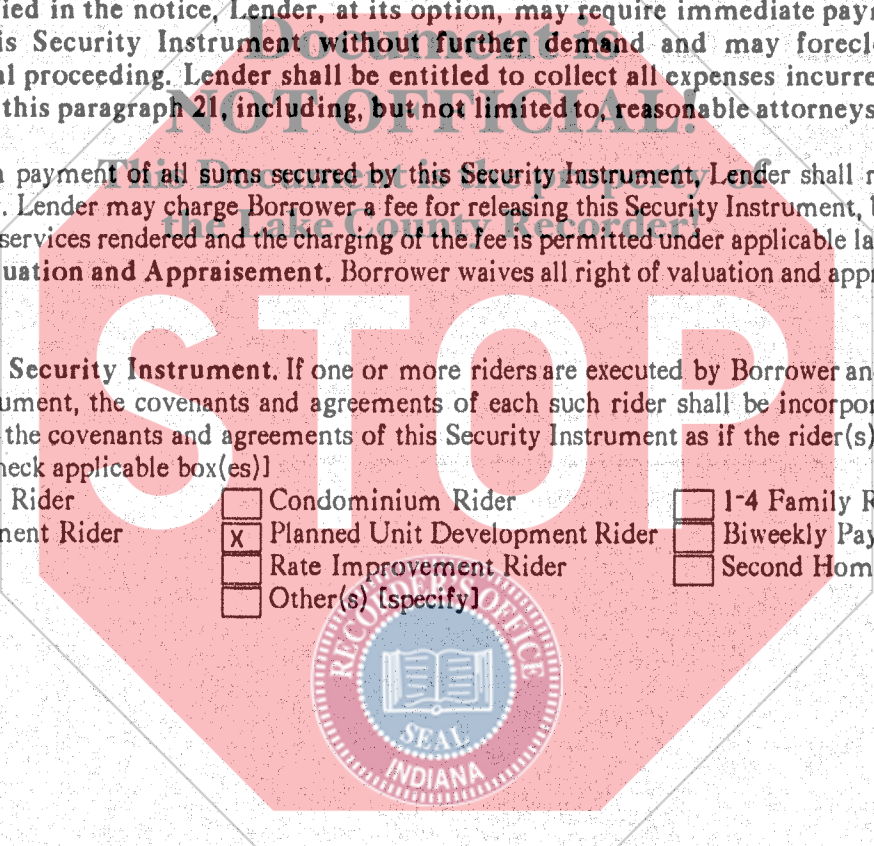 ied in the notice, Lender, at its option, may require immediate paym
is Security Instrument without further demand and may forecl
al proceeding. Lender shall be entitled to collect all expenses incurre
this paragraph 21, including, but not limited to, reasonable attorneys
Document is
NOT OFFICIAL!
This Document is the property of
the Lake County Recorder!
payment of all sums secured by this Security Instrument, Lender shall r
. Lender may charge Borrower a fee for releasing this Security Instrument, b
services rendered and the charging of the fee is permitted under applicable la
uation and Appraisement. Borrower waives all right of valuation and appr
STOP
Security Instrument. If one or more riders are executed by Borrower an
ument, the covenants and agreements of each such rider shall be incorpor
the covenants and agreements of this Security Instrument as if the rider(s)
heck applicable box(es)]
Rider Condominium Rider 1-4 Family R
nent Rider X Planned Unit Development Rider Biweekly Pay
Rate Improvement Rider Second Hom
Other(s) [specify]
RECORDER'S OFFICE
SEAL
INDIANA